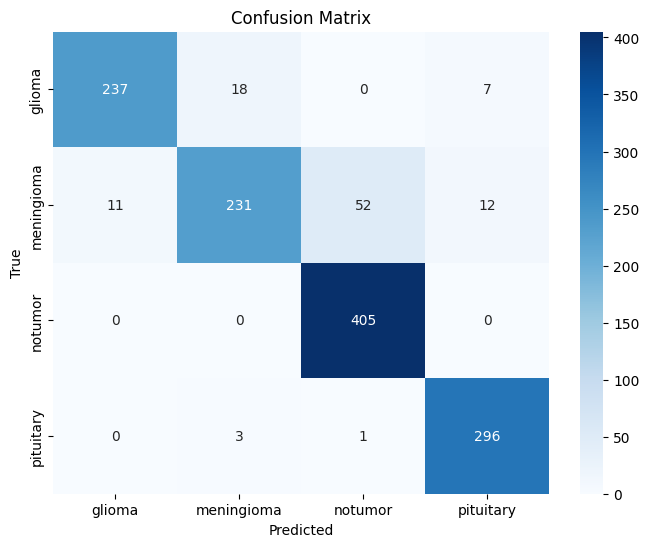 Confusion Matrix
True
glioma 237 18 0 7
meningioma 11 231 52 12
notumor 0 0 405 0
pituitary 0 3 1 296
glioma meningioma notumor pituitary
Predicted
400
350
300
250
200
150
100
50
0